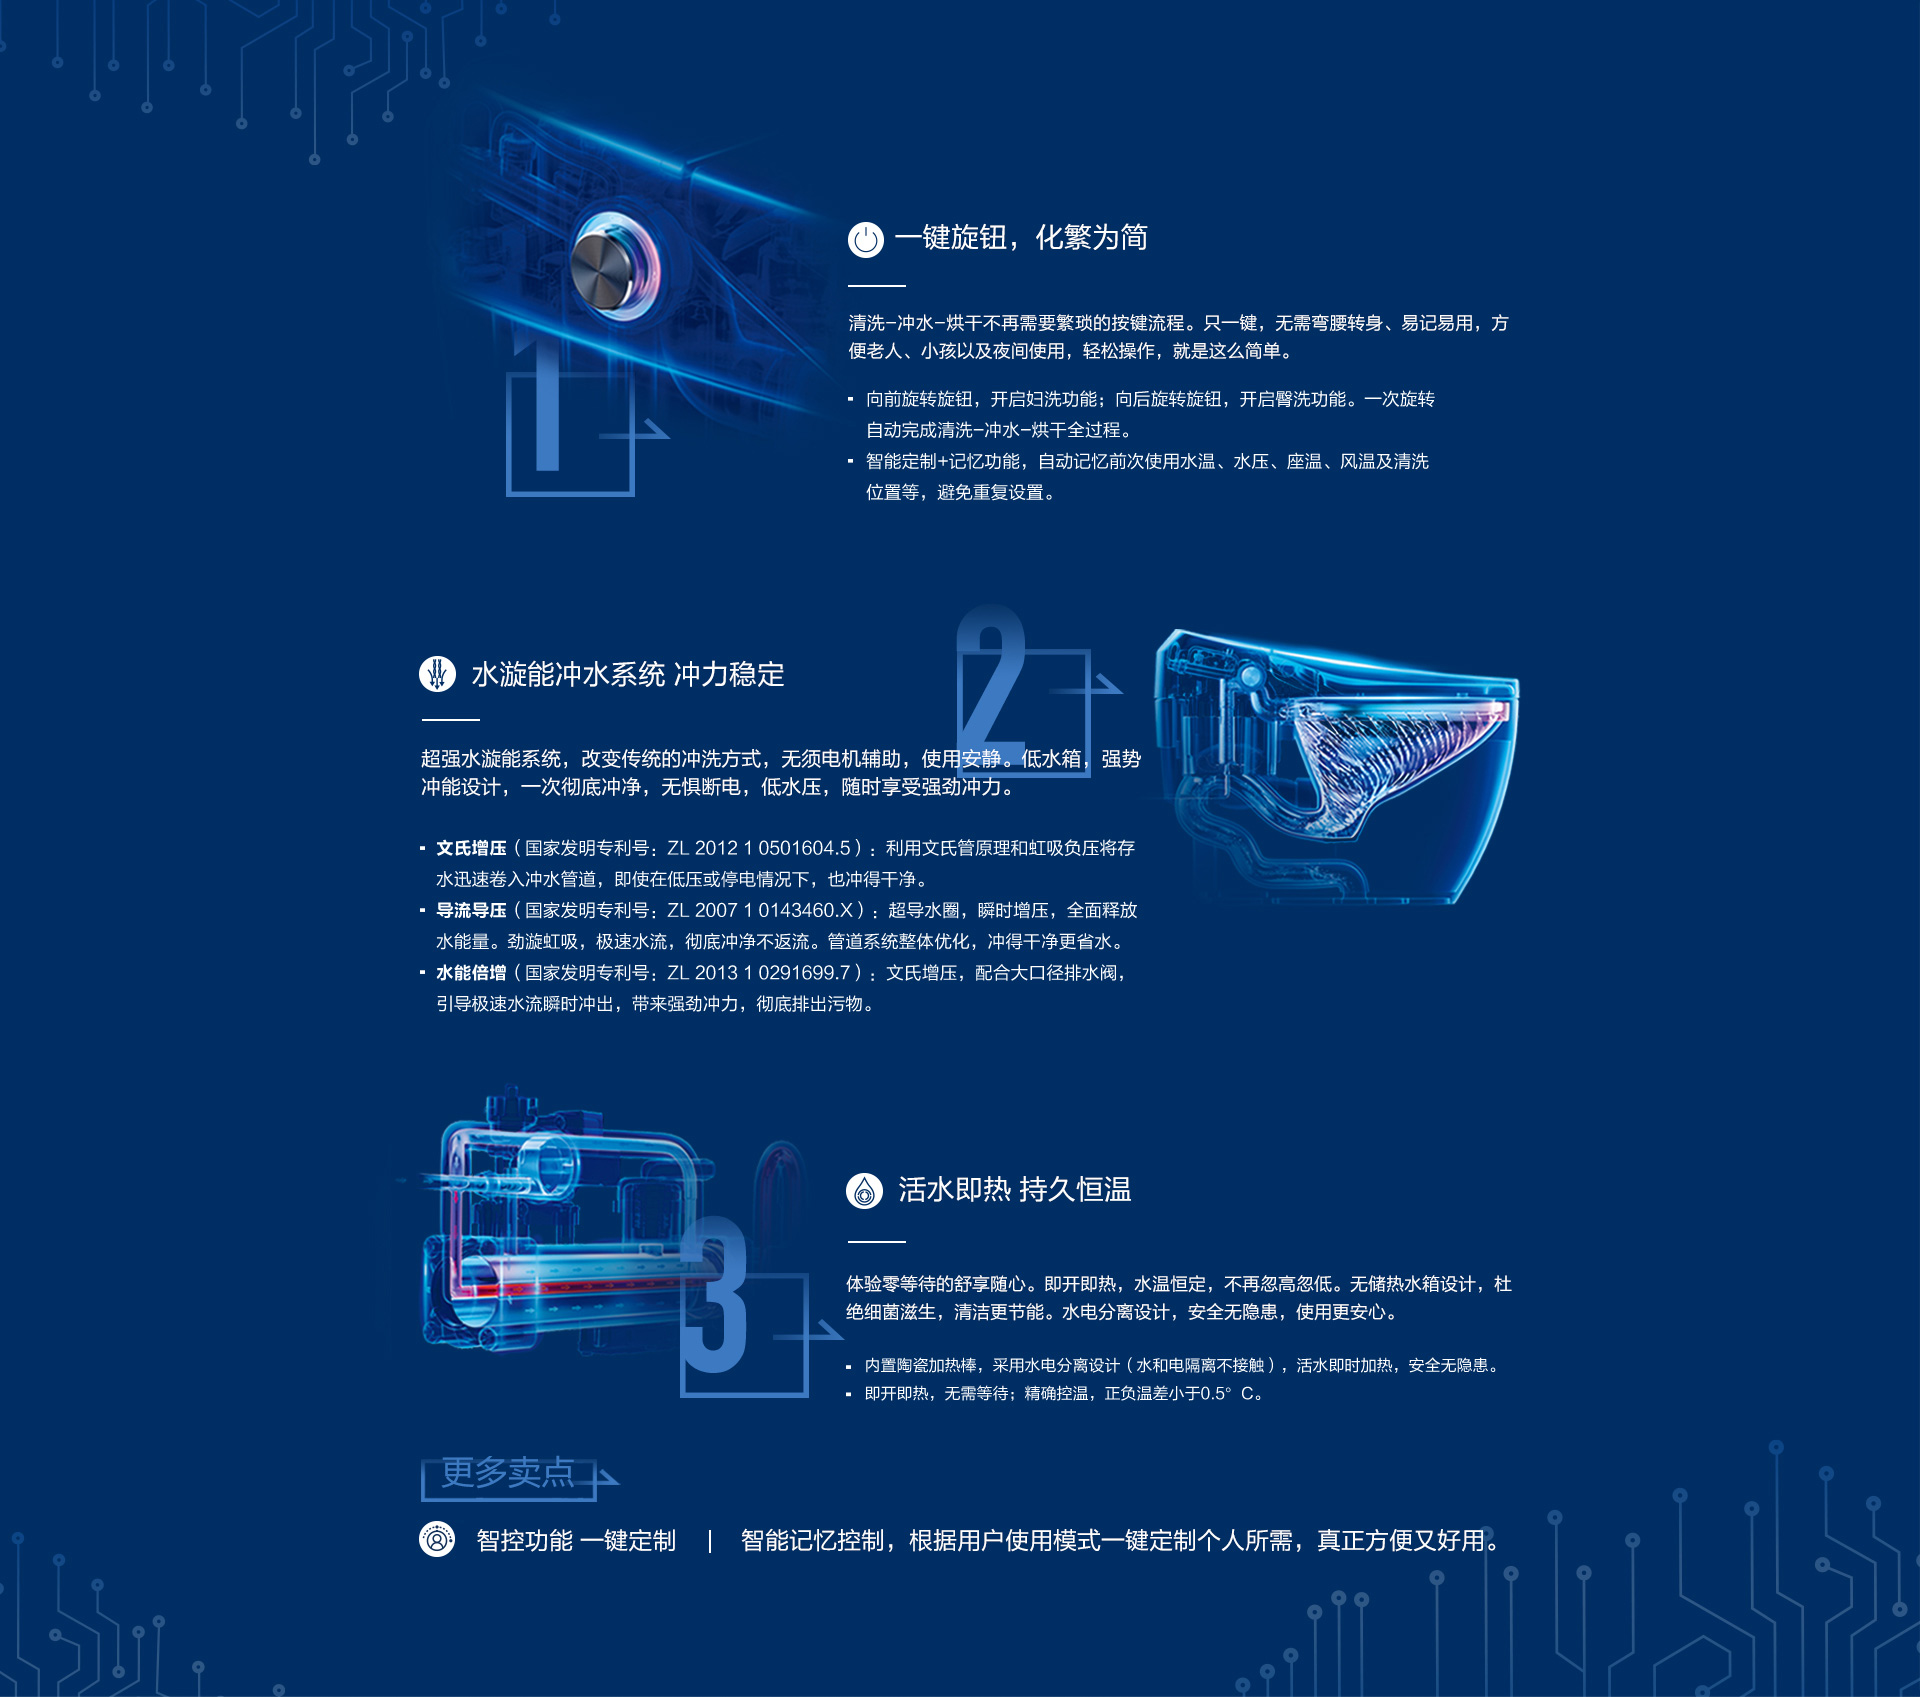 1
一键旋钮，化繁为简
清洗-冲水-烘干不再需要繁琐的按键流程。只一键，无需弯腰转身、易记易用，方
便老人、小孩以及夜间使用，轻松操作，就是这么简单。
向前旋转旋钮，开启妇洗功能；向后旋转旋钮，开启臀洗功能。一次旋转
自动完成清洗-冲水-烘干全过程。
智能定制+记忆功能，自动记忆前次使用水温、水压、座温、风温及清洗
位置等，避免重复设置。
2
水漩能冲水系统 冲力稳定
超强水漩能系统，改变传统的冲洗方式，无须电机辅助，使用安静。低水箱，强势
冲能设计，一次彻底冲净，无惧断电，低水压，随时享受强劲冲力。
文氏增压（国家发明专利号：ZL 2012 1 0501604.5）：利用文氏管原理和虹吸负压将存
水迅速卷入冲水管道，即使在低压或停电情况下，也冲得干净。
导流导压（国家发明专利号：ZL 2007 1 0143460.X）：超导水圈，瞬时增压，全面释放
水能量。劲漩虹吸，极速水流，彻底冲净不返流。管道系统整体优化，冲得干净更省水。
水能倍增（国家发明专利号：ZL 2013 1 0291699.7）：文氏增压，配合大口径排水阀，
引导极速水流瞬时冲出，带来强劲冲力，彻底排出污物。
3
活水即热 持久恒温
体验零等待的舒享随心。即开即热，水温恒定，不再忽高忽低。无储热水箱设计，杜
绝细菌滋生，清洁更节能。水电分离设计，安全无隐患，使用更安心。
内置陶瓷加热棒，采用水电分离设计（水和电隔离不接触），活水即时加热，安全无隐患。
即开即热，无需等待；精确控温，正负温差小于0.5°C。
更多卖点
智控功能 一键定制 | 智能记忆控制，根据用户使用模式一键定制个人所需，真正方便又好用。